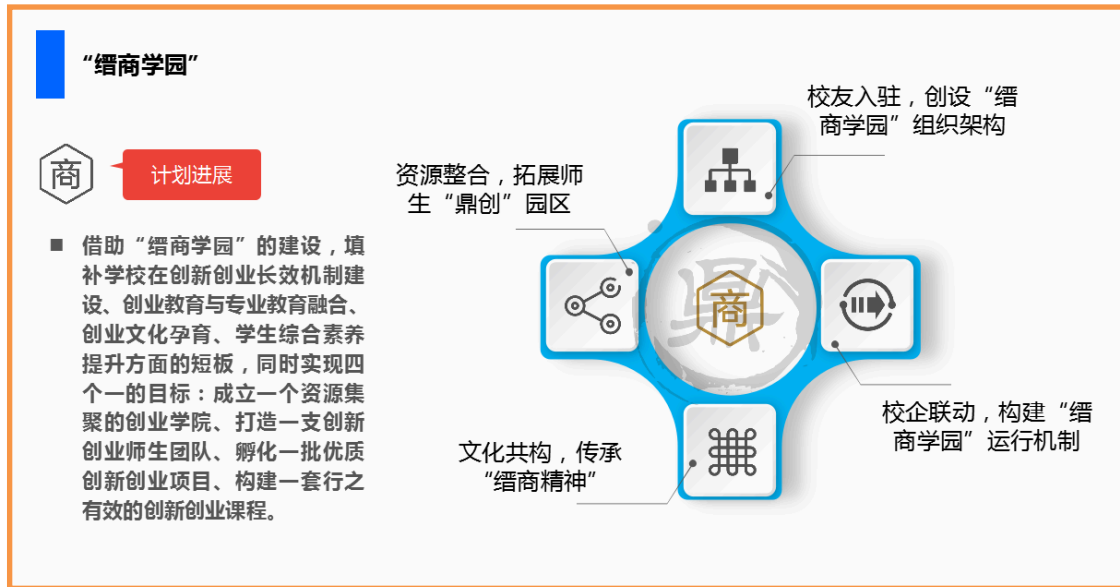 “缙商学园”
商
计划进展
■ 借助“缙商学园”的建设，填
补学校在创新创业长效机制建
设、创业教育与专业教育融合、
创业文化孕育、学生综合素养
提升方面的短板，同时实现四
个一的目标：成立一个资源集
聚的创业学院、打造一支创新
创业师生团队、孵化一批优质
创新创业项目、构建一套行之
有效的创新创业课程。
校友入驻，创设“缙
商学园”组织架构
资源整合，拓展师
生“鼎创”园区
鼎
商
校企联动，构建“缙
商学园”运行机制
文化共构，传承
“缙商精神”